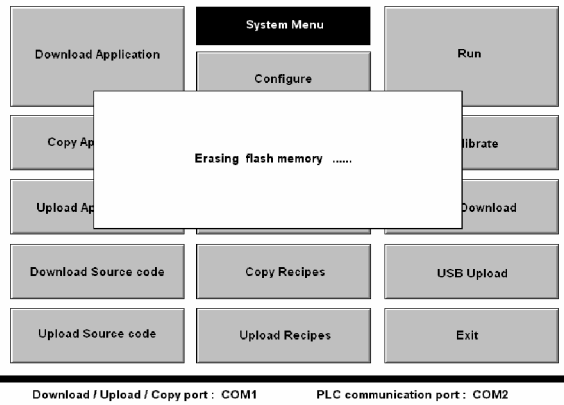 System Menu
Download Application
Run
Configure
Copy Ap
librate
Erasing flash memory ......
Upload Ap
Download
Download Source code
Copy Recipes
USB Upload
Upload Source code
Upload Recipes
Exit
Download / Upload / Copy port : COM1
PLC communication port : COM2